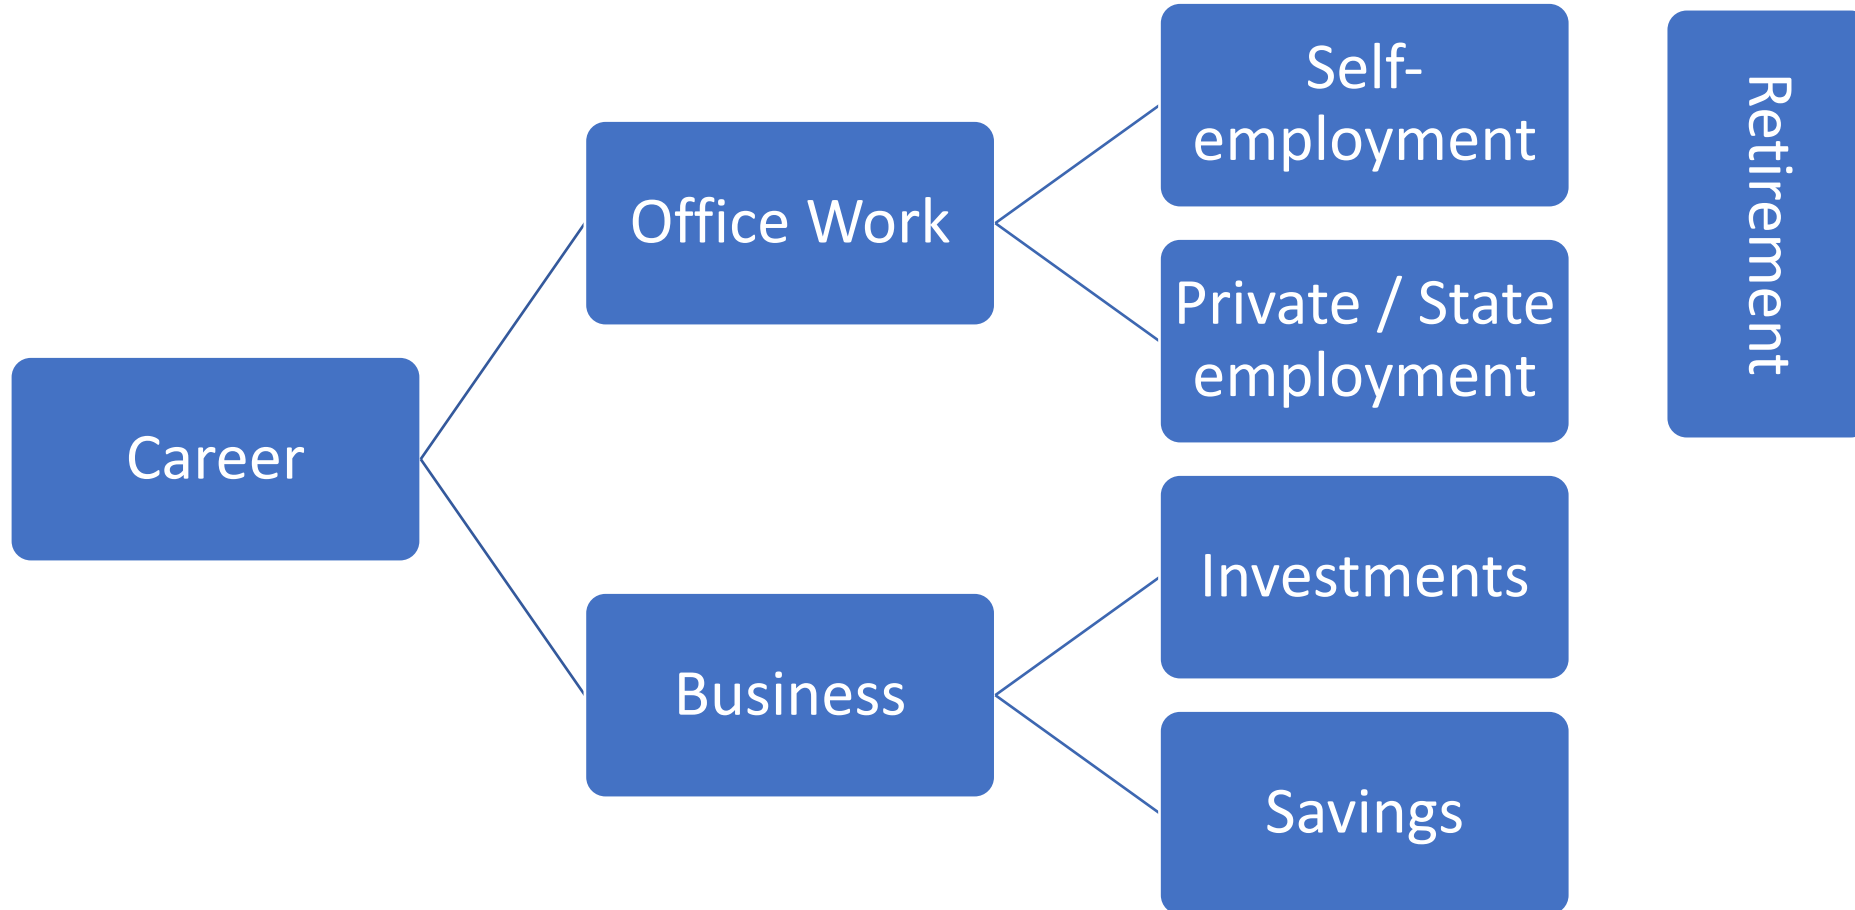 Career
Office Work
Self-
employment
Private / State
employment
Business
Investments
Savings
Retirement